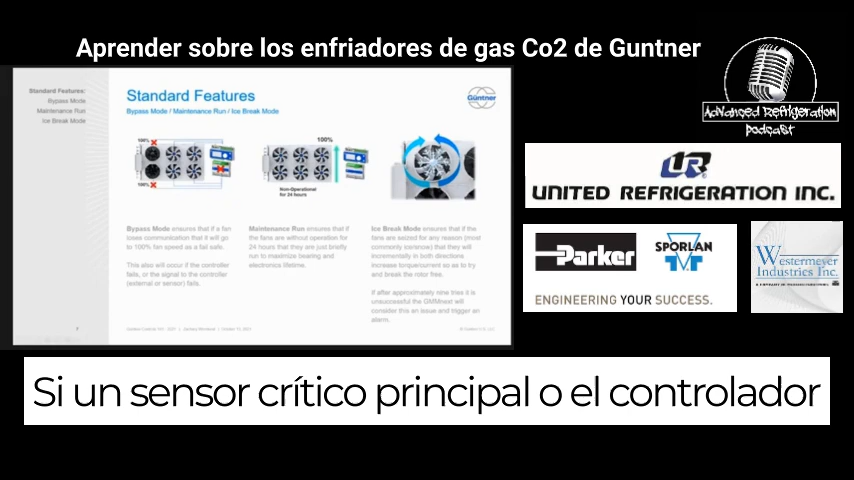 Aprender sobre los enfriadores de gas Co2 de Guntner
Advanced Refrigeration
podcast
Standard Features:
Bypass Mode
Maintenance Run
Ice Break Mode
Standard Features
Bypass Mode / Maintenance Run / Ice Break Mode
Güntner
100%
100%
100%
Non-Operational
for 24 hours
Bypass Mode ensures that if a fan
loses communication that it will go
to 100% fan speed as a fail safe.
This also will occur if the controller
fails, or the signal to the controller
(external or sensor) fails.
Maintenance Run ensures that if
the fans are without operation for
24 hours that they are just briefly
run to maximize bearing and
electronics lifetime.
Ice Break Mode ensures that if the
fans are seized for any reason (most
commonly ice/snow) that they will
incrementally in both directions
increase torque/current so as to try
and break the rotor free.
If after approximately nine tries it is
unsuccessful the GMMnext will
consider this an issue and trigger an
alarm.
UR
UNITED REFRIGERATION INC.
Parker
SPORLAN
ENGINEERING YOUR SUCCESS.
Westermeyer
Industries Inc.
Si un sensor crítico principal o el controlador